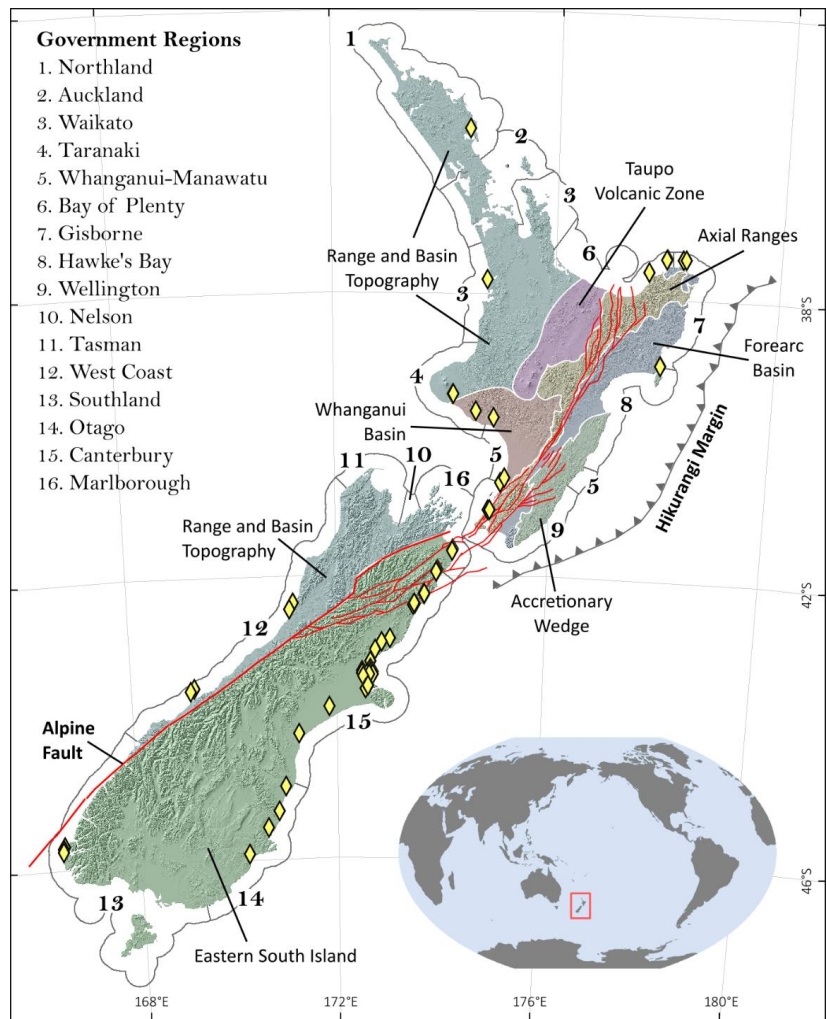 Government Regions
1. Northland
2. Auckland
3. Waikato
4. Taranaki
5. Whanganui-Manawatu
6. Bay of Plenty
7. Gisborne
8. Hawke's Bay
9. Wellington
10. Nelson
11. Tasman
12. West Coast
13. Southland
14. Otago
15. Canterbury
16. Marlborough
1
2
3
Taupo
Volcanic Zone
6
Axial Ranges
Range and Basin
Topography
3
38°S
7
Forearc
Basin
4
8
Whanganui
Basin
5
5
Hikurangi Margin
11
10
16
9
Range and Basin
Topography
42°S
Accretionary
Wedge
12
15
Alpine
Fault
46°S
13
14
Eastern South Island
168°E
172°E
176°E
180°E